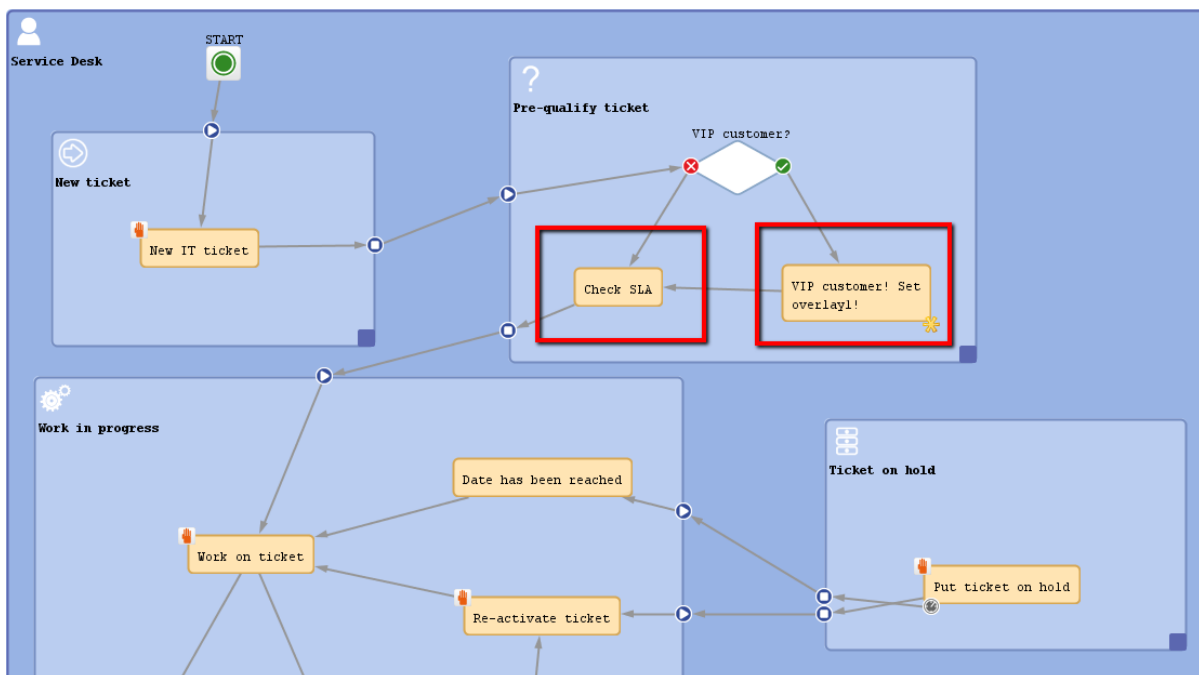 START
Service Desk
Pre-qualify ticket
VIP customer?
New ticket
New IT ticket
Check SLA
VIP customer! Set
overlay1!
Work in progress
Date has been reached
Ticket on hold
Work on ticket
Put ticket on hold
Re-activate ticket